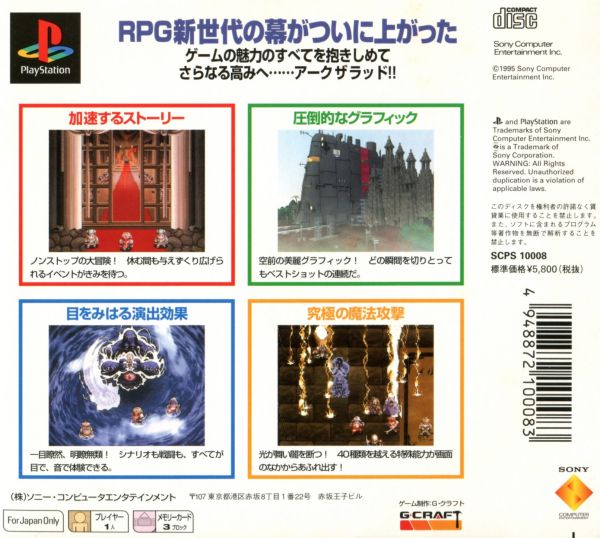 PlayStation
RPG新世代の幕がついに上がった
ゲームの魅力のすべてを抱きしめて
さらなる高みへ……アーク ザ ラッド!!
COMPACT
disc
Sony Computer
Entertainment Inc.
©1995 Sony Computer
Entertainment Inc.
加速するストーリー
ノンストップの大冒険! 休む間も与えずくり広げら
れるイベントがきみを待つ。
圧倒的なグラフィック
空前の美麗グラフィック! どの瞬間を切りとって
もベストショットの連続だ。
目をみはる演出効果
一目瞭然、明瞭無類! シナリオも戦闘も、すべてが
目で、音で体験できる。
究極の魔法攻撃
光が舞い闇を断つ! 40種類を越える特殊能力が画面
のなかからあふれ出す!
and PlayStation are
Trademarks of Sony
Computer Entertainment Inc.
is a Trademark of
Sony Corporation.
WARNING: All Rights
Reserved. Unauthorized
duplication is a violation of
applicable laws.
このディスクを権利者の許諾なく賃
貸業に使用することを禁止します。
また、ソフトに含まれるプログラム
等著作物を無断で解析することを禁
止します。
SCPS 10008
標準価格¥5,800(税抜)
4 948872 100083
(株)ソニー・コンピュータエンタテインメント 〒107 東京都港区赤坂8丁目1番22号 赤坂王子ビル
For Japan Only
プレイヤー
1人
メモリーカード
3ブロック
ゲーム制作:G・クラフト
G・CRAFT
SONY
COMPUTER
ENTERTAINMENT